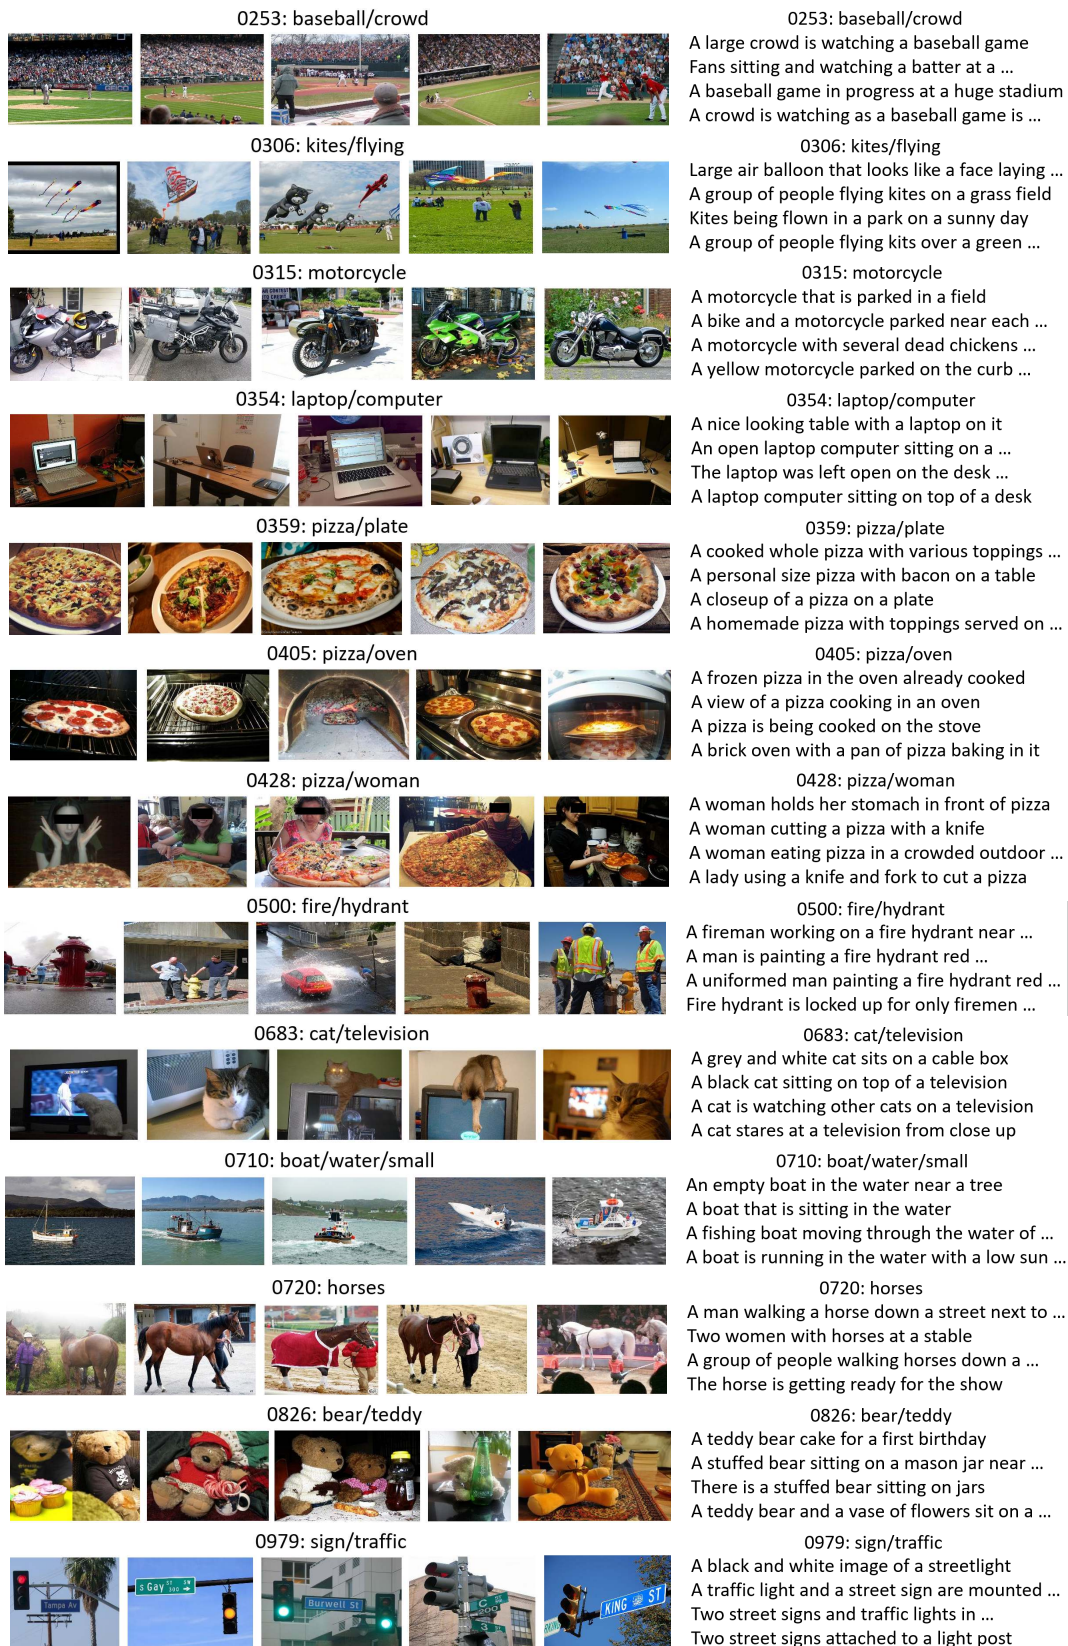 0253: baseball/crowd
0253: baseball/crowd
A large crowd is watching a baseball game
Fans sitting and watching a batter at a ...
A baseball game in progress at a huge stadium
A crowd is watching as a baseball game is ...
GEICO
0306: kites/flying
0306: kites/flying
Large air balloon that looks like a face laying ...
A group of people flying kites on a grass field
Kites being flown in a park on a sunny day
A group of people flying kits over a green ...
0315: motorcycle
0315: motorcycle
A motorcycle that is parked in a field
A bike and a motorcycle parked near each ...
A motorcycle with several dead chickens ...
A yellow motorcycle parked on the curb ...
0354: laptop/computer
0354: laptop/computer
A nice looking table with a laptop on it
An open laptop computer sitting on a ...
The laptop was left open on the desk ...
A laptop computer sitting on top of a desk
0359: pizza/plate
0359: pizza/plate
A cooked whole pizza with various toppings ...
A personal size pizza with bacon on a table
A closeup of a pizza on a plate
A homemade pizza with toppings served on ...
0405: pizza/oven
0405: pizza/oven
A frozen pizza in the oven already cooked
A view of a pizza cooking in an oven
A pizza is being cooked on the stove
A brick oven with a pan of pizza baking in it
0428: pizza/woman
0428: pizza/woman
A woman holds her stomach in front of pizza
A woman cutting a pizza with a knife
A woman eating pizza in a crowded outdoor ...
A lady using a knife and fork to cut a pizza
0500: fire/hydrant
0500: fire/hydrant
A fireman working on a fire hydrant near ...
A man is painting a fire hydrant red ...
A uniformed man painting a fire hydrant red ...
Fire hydrant is locked up for only firemen ...
0683: cat/television
0683: cat/television
A grey and white cat sits on a cable box
A black cat sitting on top of a television
A cat is watching other cats on a television
A cat stares at a television from close up
0710: boat/water/small
0710: boat/water/small
An empty boat in the water near a tree
A boat that is sitting in the water
A fishing boat moving through the water of ...
A boat is running in the water with a low sun ...
0720: horses
0720: horses
A man walking a horse down a street next to ...
Two women with horses at a stable
A group of people walking horses down a ...
The horse is getting ready for the show
0826: bear/teddy
0826: bear/teddy
A teddy bear cake for a first birthday
A stuffed bear sitting on a mason jar near ...
There is a stuffed bear sitting on jars
A teddy bear and a vase of flowers sit on a ...
0979: sign/traffic
0979: sign/traffic
A black and white image of a streetlight
A traffic light and a street sign are mounted ...
Two street signs and traffic lights in ...
Two street signs attached to a light post
Tampa Av
S Gay ST SW
300
Burwell St
C ST
200
3
KING ST